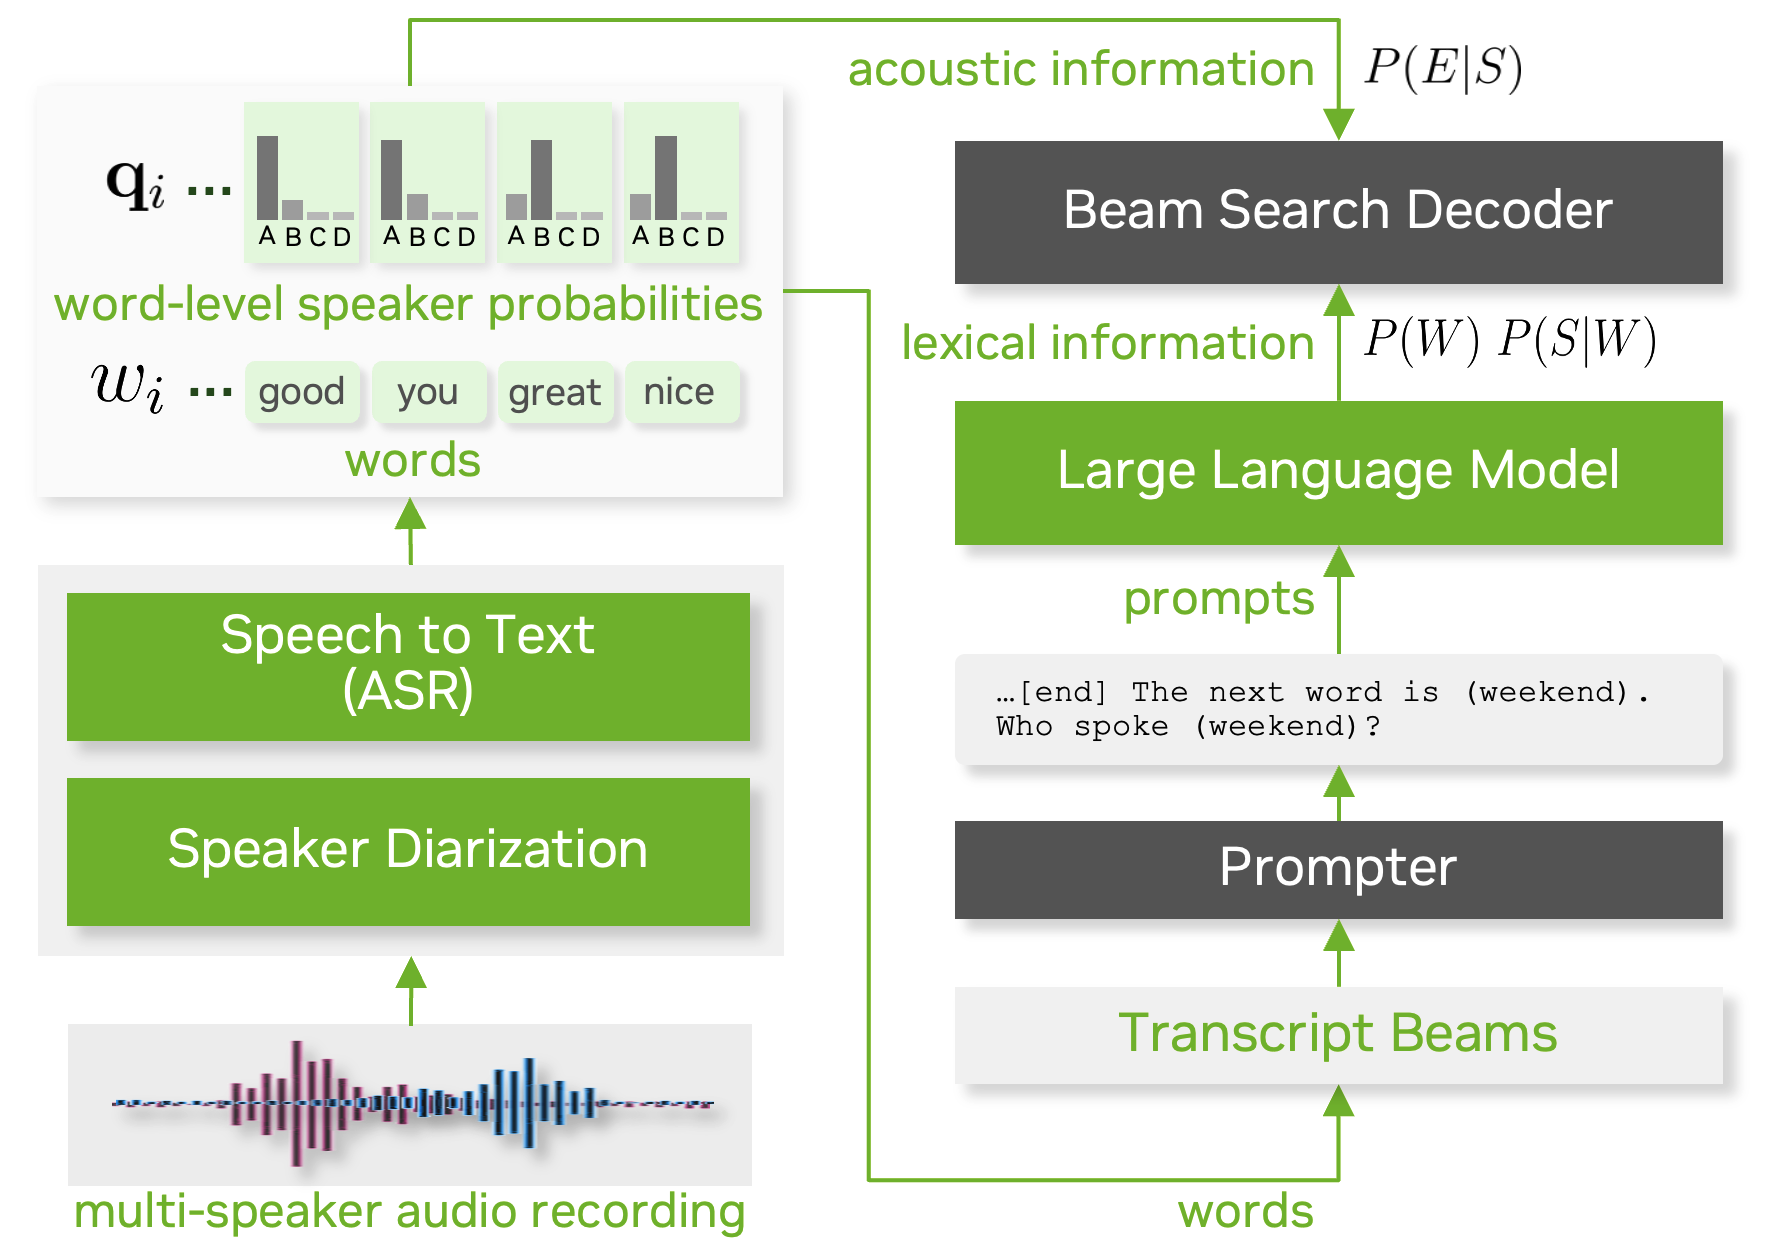 acoustic information P(E|S)
q_i ...
A B C D A B C D A B C D A B C D
word-level speaker probabilities
w_i ... good you great nice
words
Speech to Text
(ASR)
Speaker Diarization
multi-speaker audio recording
Beam Search Decoder
lexical information P(W) P(S|W)
Large Language Model
prompts
…[end] The next word is (weekend).
Who spoke (weekend)?
Prompter
Transcript Beams
words